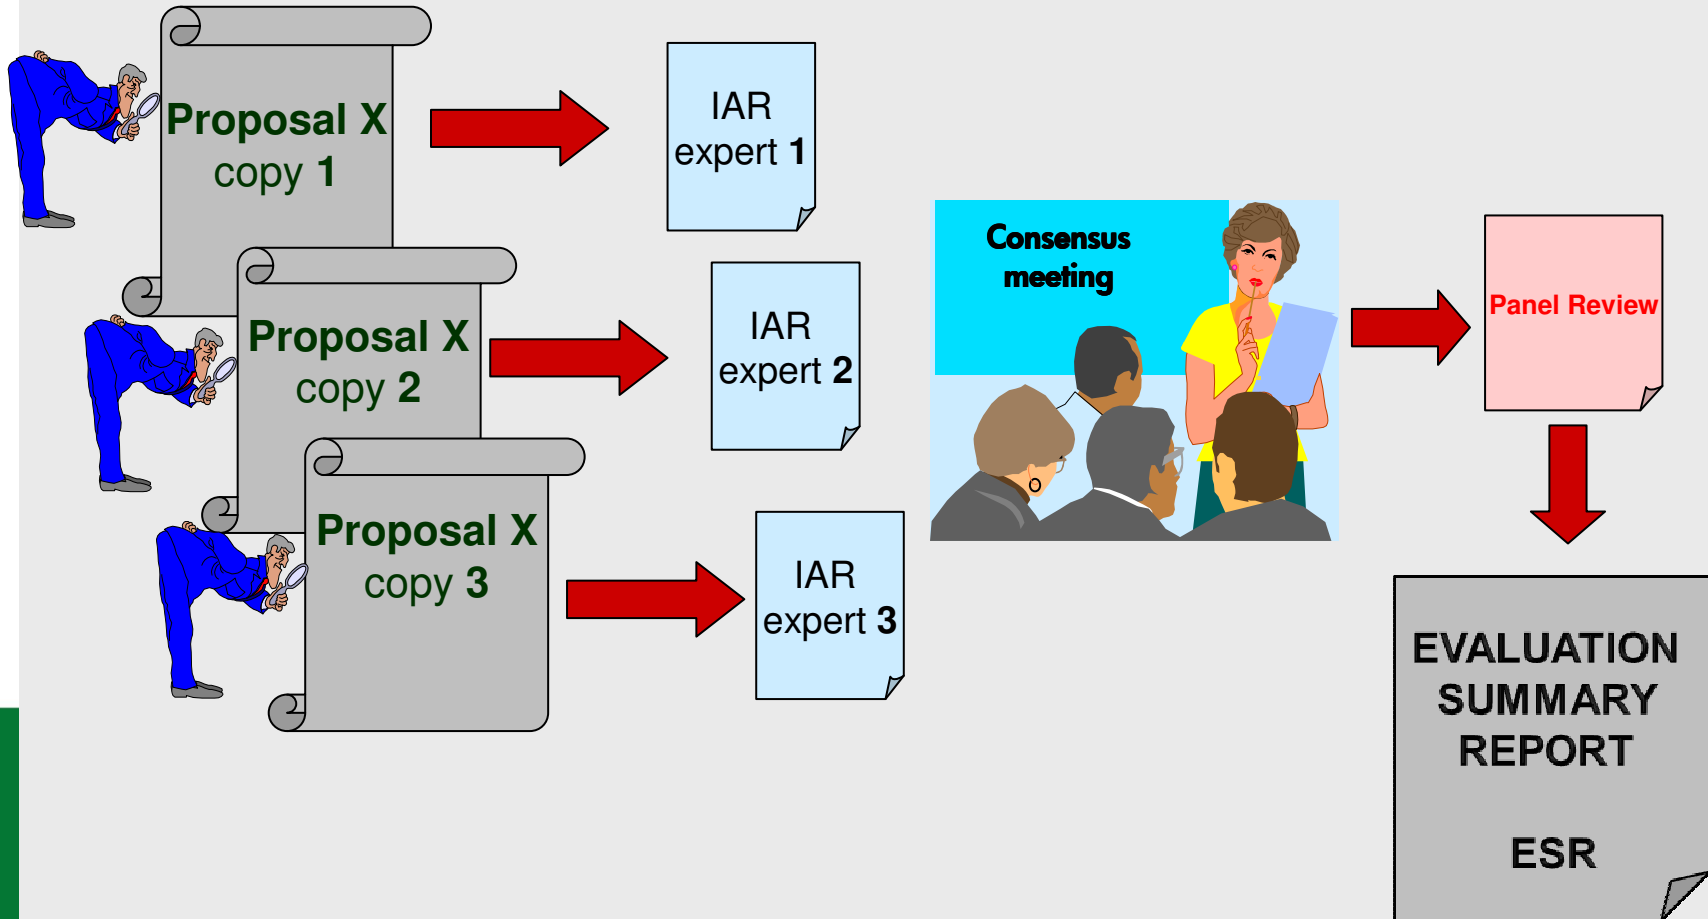 Proposal X
copy 1
IAR
expert 1
Proposal X
copy 2
IAR
expert 2
Proposal X
copy 3
IAR
expert 3
Consensus
meeting
Panel Review
EVALUATION
SUMMARY
REPORT
ESR